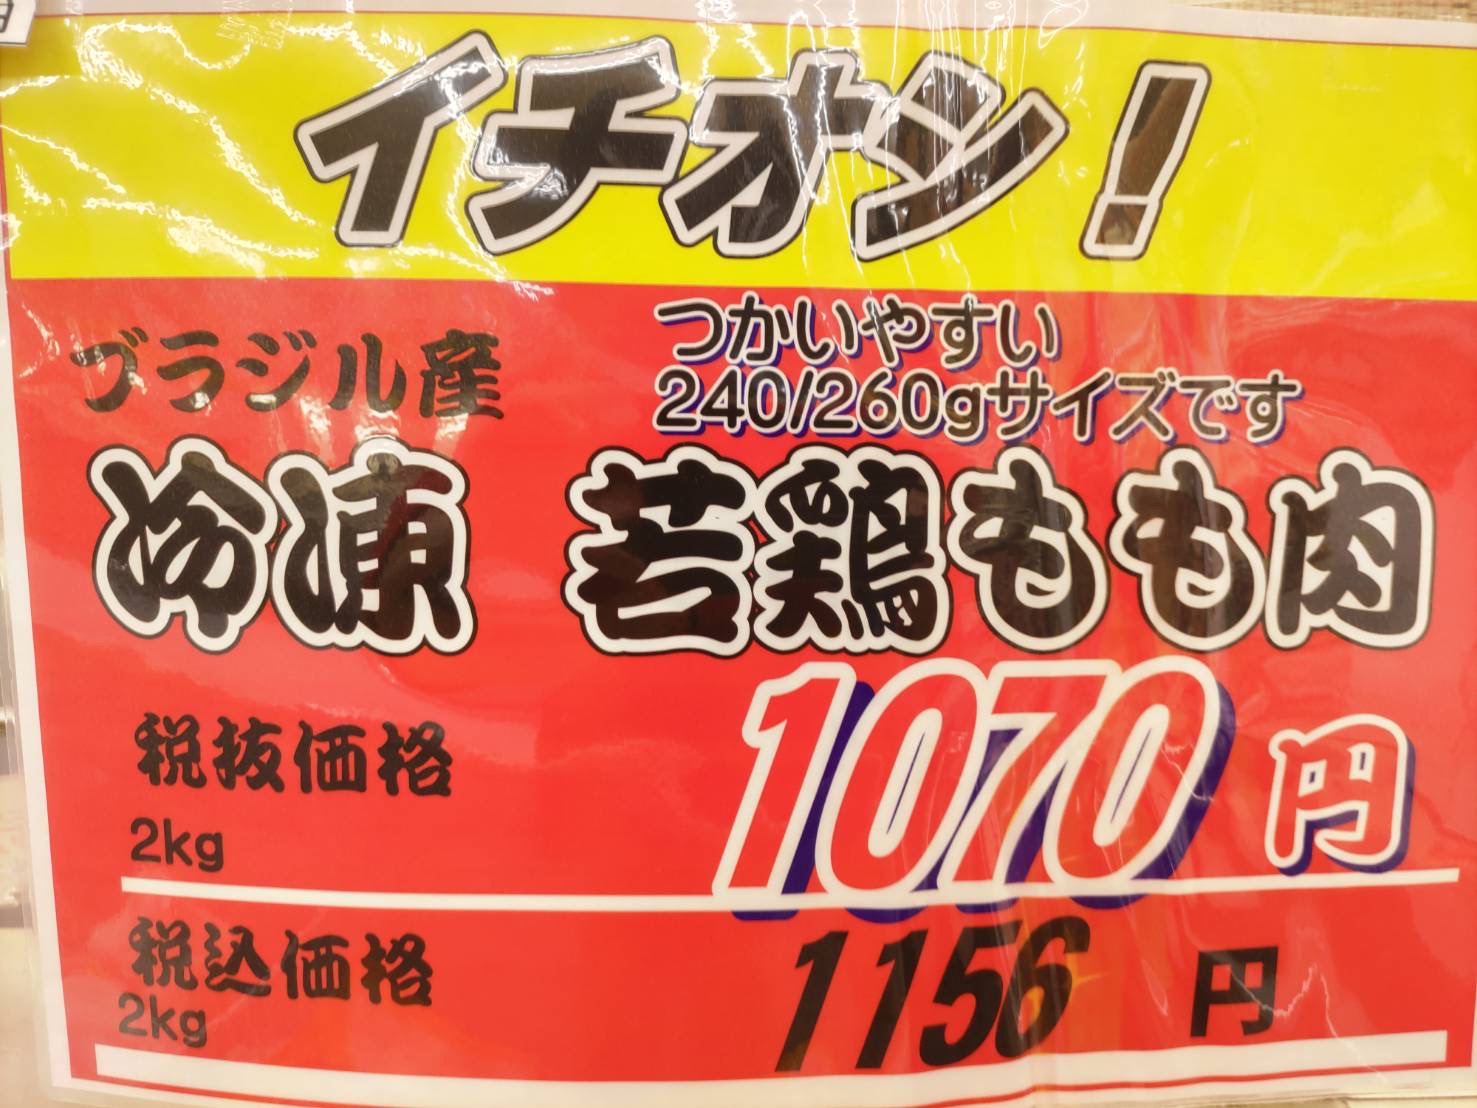 イチオシ!
ブラジル産
つかいやすい
240/260gサイズです
冷凍 若鶏もも肉
税抜価格
2kg
1070円
税込価格
2kg
1156円